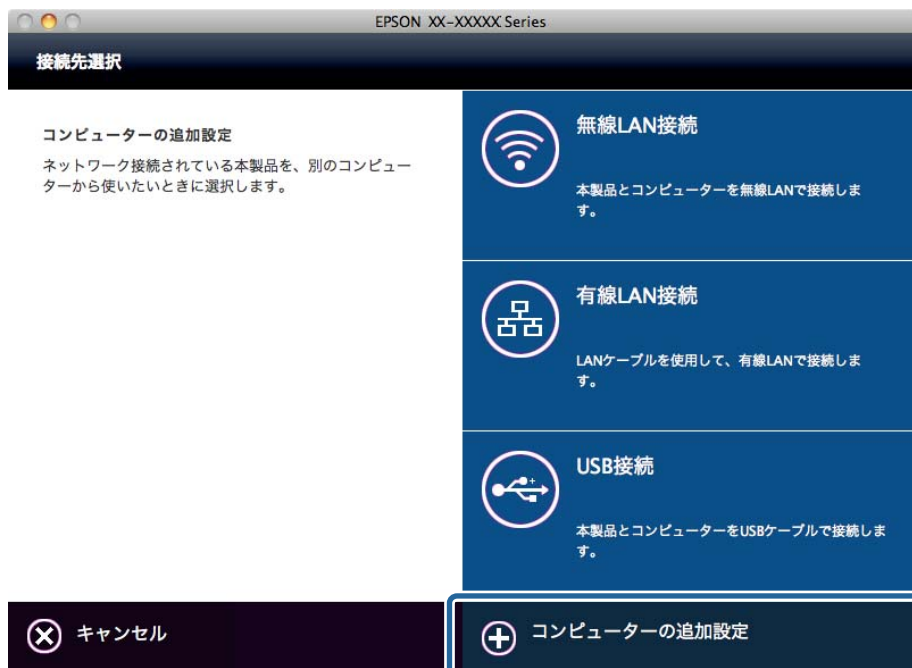 EPSON XX-XXXXX Series
接続先選択
コンピューターの追加設定
ネットワーク接続されている本製品を、別のコンピュー
ターから使いたいときに選択します。
無線LAN接続
本製品とコンピューターを無線LANで接続しま
す。
有線LAN接続
LANケーブルを使用して、有線LANで接続しま
す。
USB接続
本製品とコンピューターをUSBケーブルで接続しま
す。
キャンセル
コンピューターの追加設定